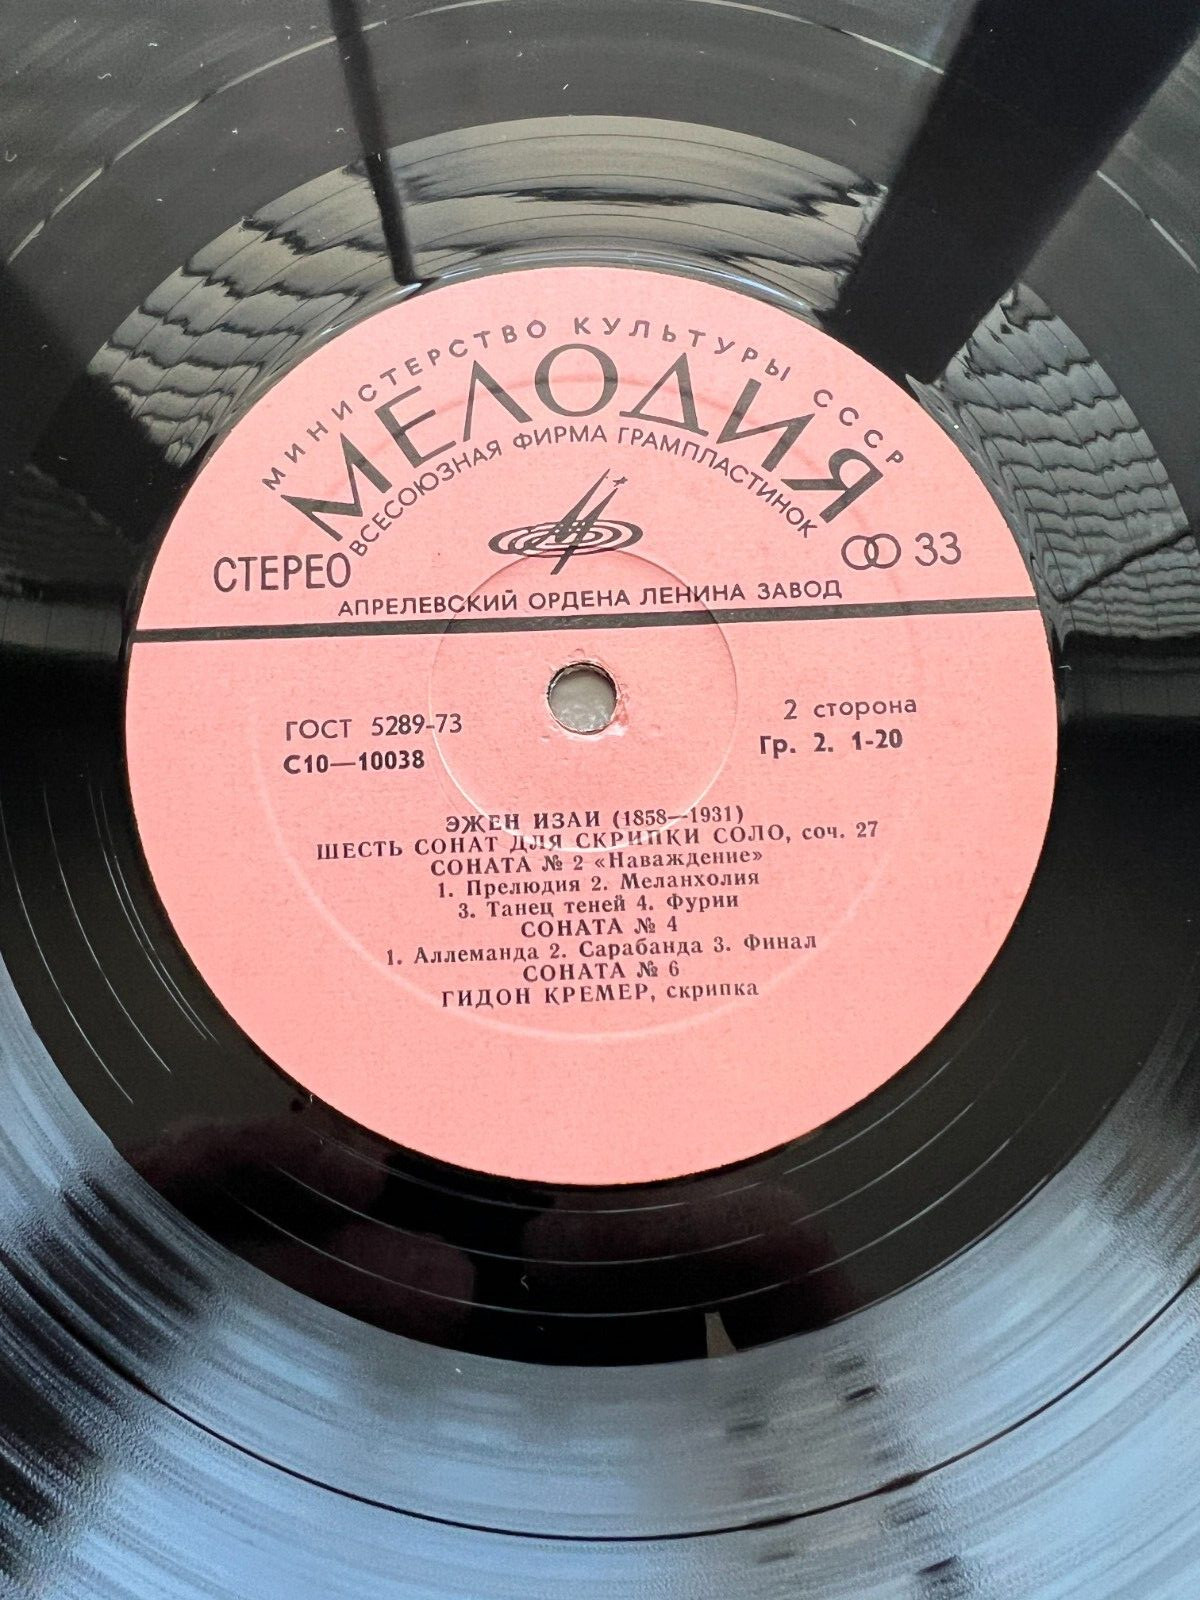 МИНИСТЕРСТВО КУЛЬТУРЫ СССР
МЕЛОДИЯ
ВСЕСОЮЗНАЯ ФИРМА ГРАМПЛАСТИНОК
СТЕРЕО
33
АПРЕЛЕВСКИЙ ОРДЕНА ЛЕНИНА ЗАВОД
ГОСТ 5289-73
2 сторона
С10—10038
Гр. 2. 1-20
ЭЖЕН ИЗАИ (1858—1931)
ШЕСТЬ СОНАТ ДЛЯ СКРИПКИ СОЛО, соч. 27
СОНАТА № 2 «Наваждение»
1. Прелюдия 2. Меланхолия
3. Танец теней 4. Фурии
СОНАТА № 4
1. Аллеманда 2. Сарабанда 3. Финал
СОНАТА № 6
ГИДОН КРЕМЕР, скрипка